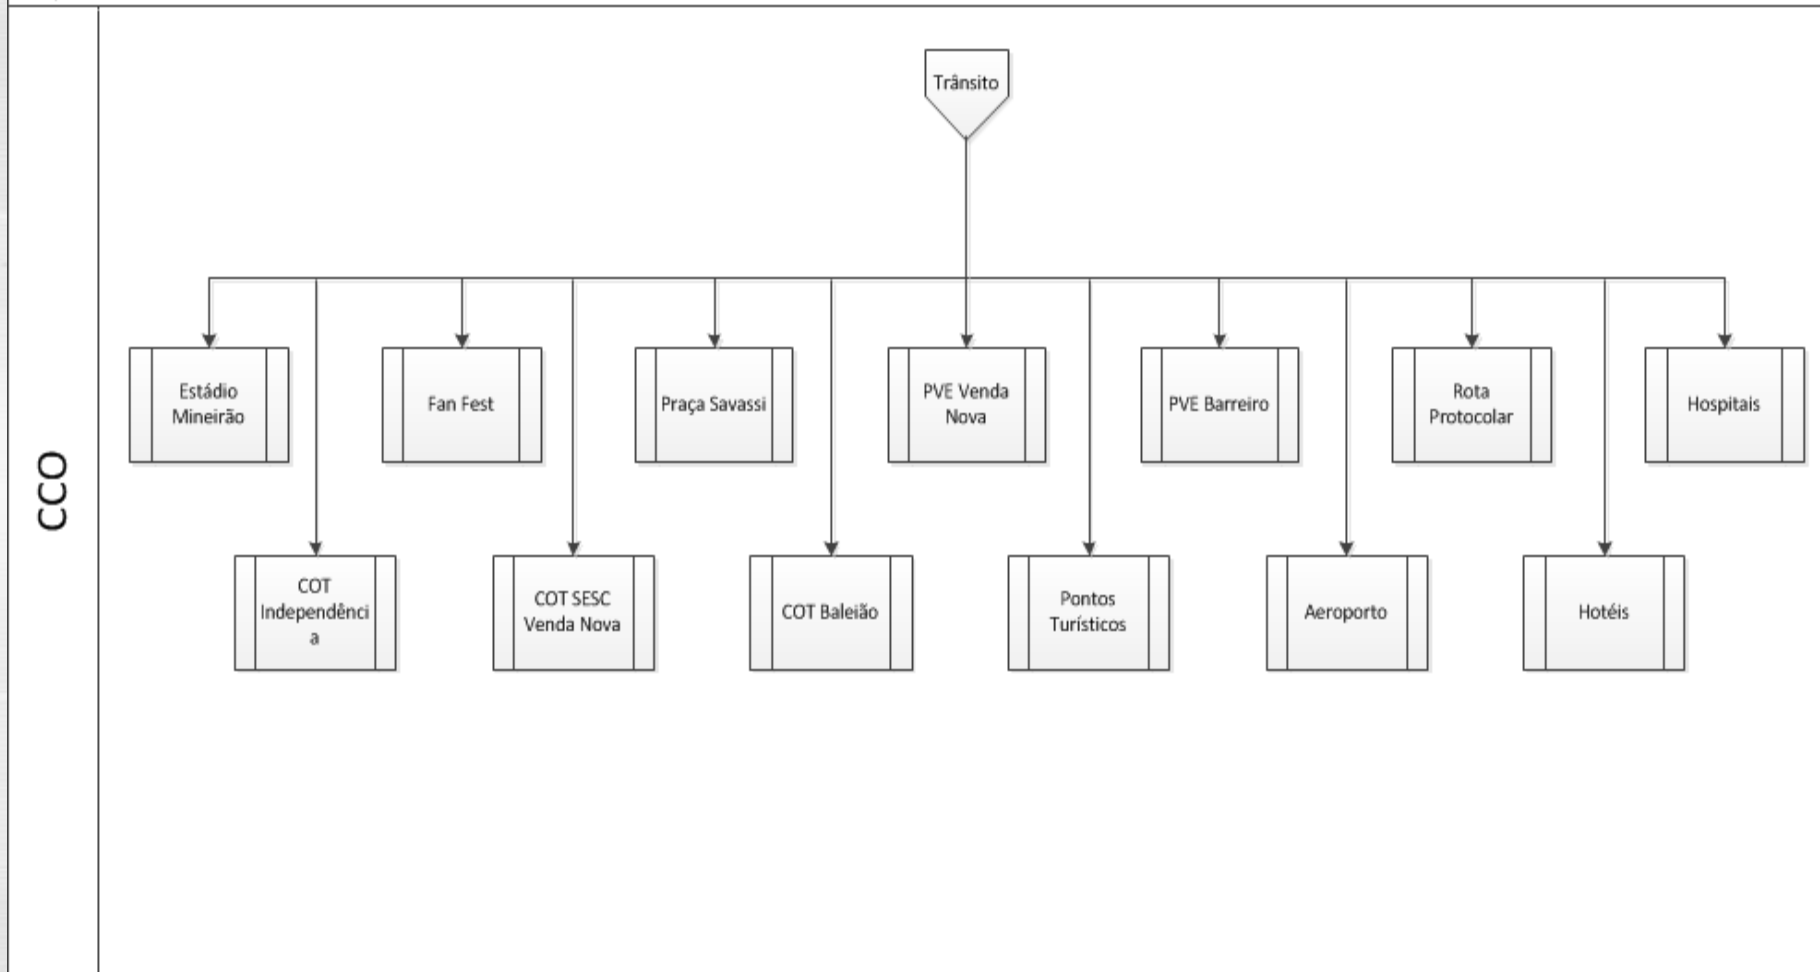 Trânsito
Estádio
Mineirão
Fan Fest
Praça Savassi
PVE Venda
Nova
PVE Barreiro
Rota
Protocolar
Hospitais
CCO
COT
Independênci
a
COT SESC
Venda Nova
COT Baleião
Pontos
Turísticos
Aeroporto
Hotéis